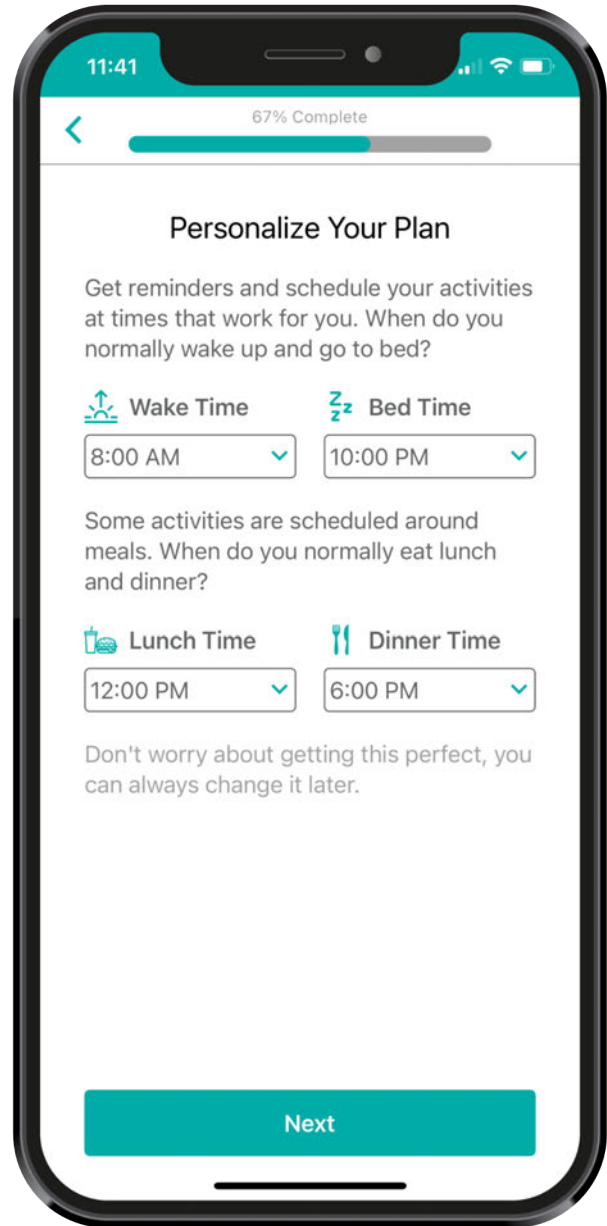 11:41
67% Complete
Personalize Your Plan
Get reminders and schedule your activities
at times that work for you. When do you
normally wake up and go to bed?
Wake Time
Bed Time
8:00 AM
10:00 PM
Some activities are scheduled around
meals. When do you normally eat lunch
and dinner?
Lunch Time
Dinner Time
12:00 PM
6:00 PM
Don't worry about getting this perfect, you
can always change it later.
Next